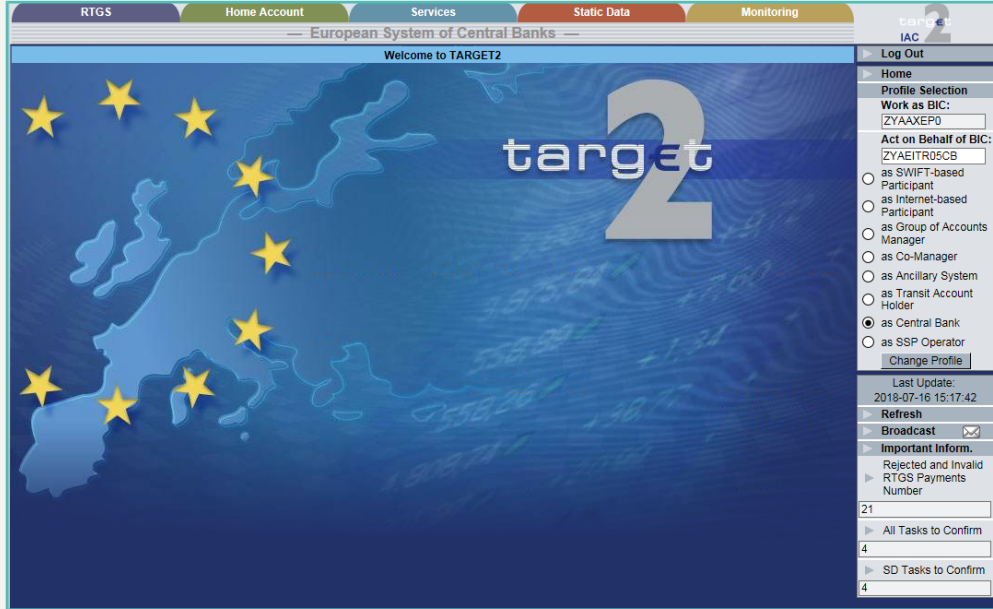 RTGS Home Account Services Static Data Monitoring
— European System of Central Banks —
Welcome to TARGET2
target
2
target
2
IAC
Log Out
Home
Profile Selection
Work as BIC:
ZYAAXEP0
Act on Behalf of BIC:
ZYAEITR05CB
as SWIFT-based
Participant
as Internet-based
Participant
as Group of Accounts
Manager
as Co-Manager
as Ancillary System
as Transit Account
Holder
as Central Bank
as SSP Operator
Change Profile
Last Update:
2018-07-16 15:17:42
Refresh
Broadcast
Important Inform.
Rejected and Invalid
RTGS Payments
Number
21
All Tasks to Confirm
4
SD Tasks to Confirm
4